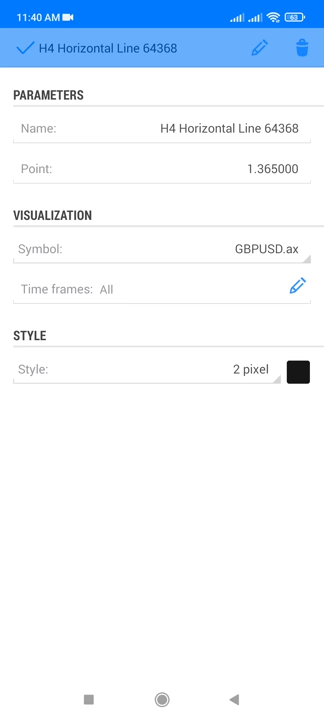 11:40 AM
63
H4 Horizontal Line 64368
PARAMETERS
Name: H4 Horizontal Line 64368
Point: 1.365000
VISUALIZATION
Symbol: GBPUSD.ax
Time frames: All
STYLE
Style: 2 pixel